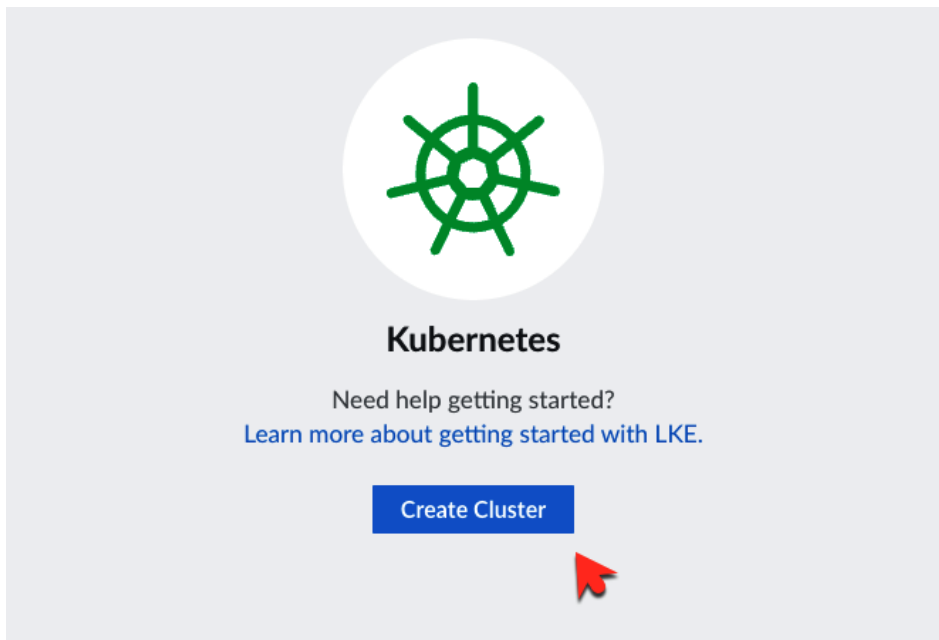 Kubernetes
Need help getting started?
Learn more about getting started with LKE.
Create Cluster